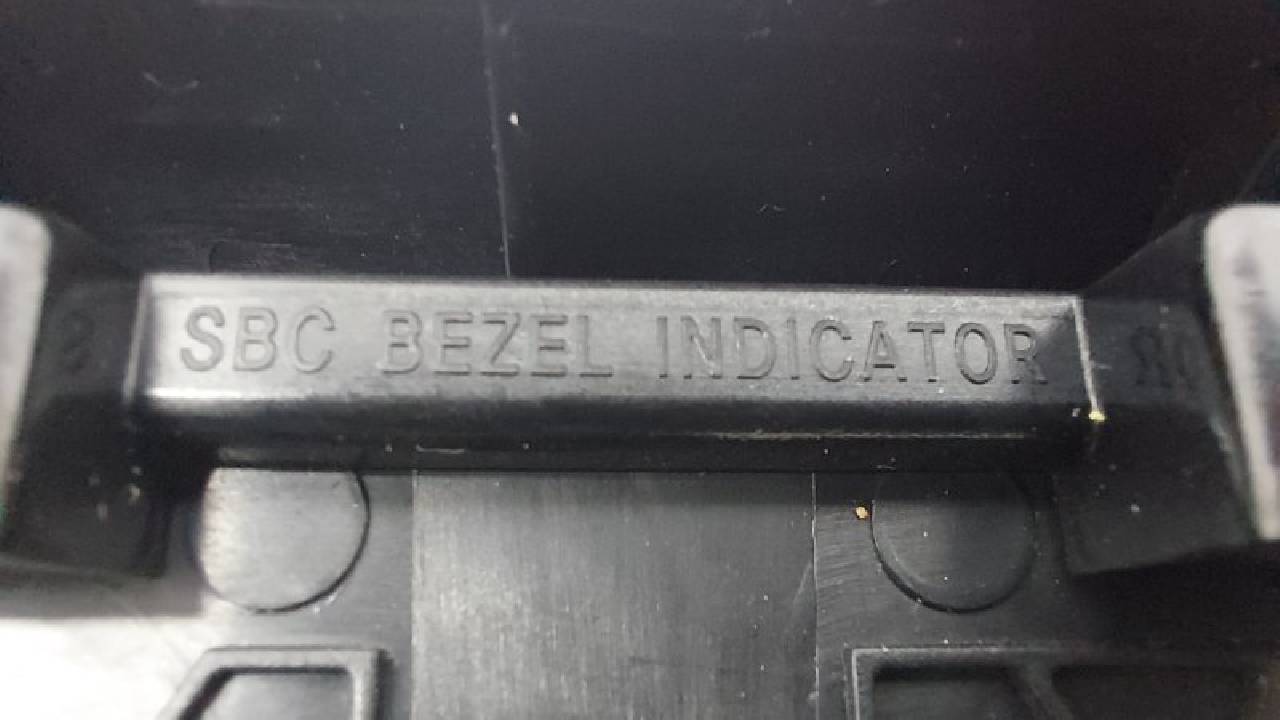 SBC BEZEL INDICATOR